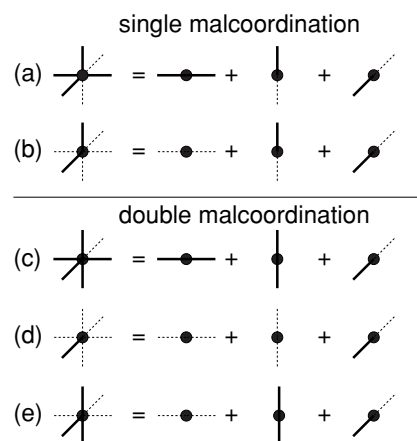 single malcoordination
(a) = + +
(b) = + +
double malcoordination
(c) = + +
(d) = + +
(e) = + +